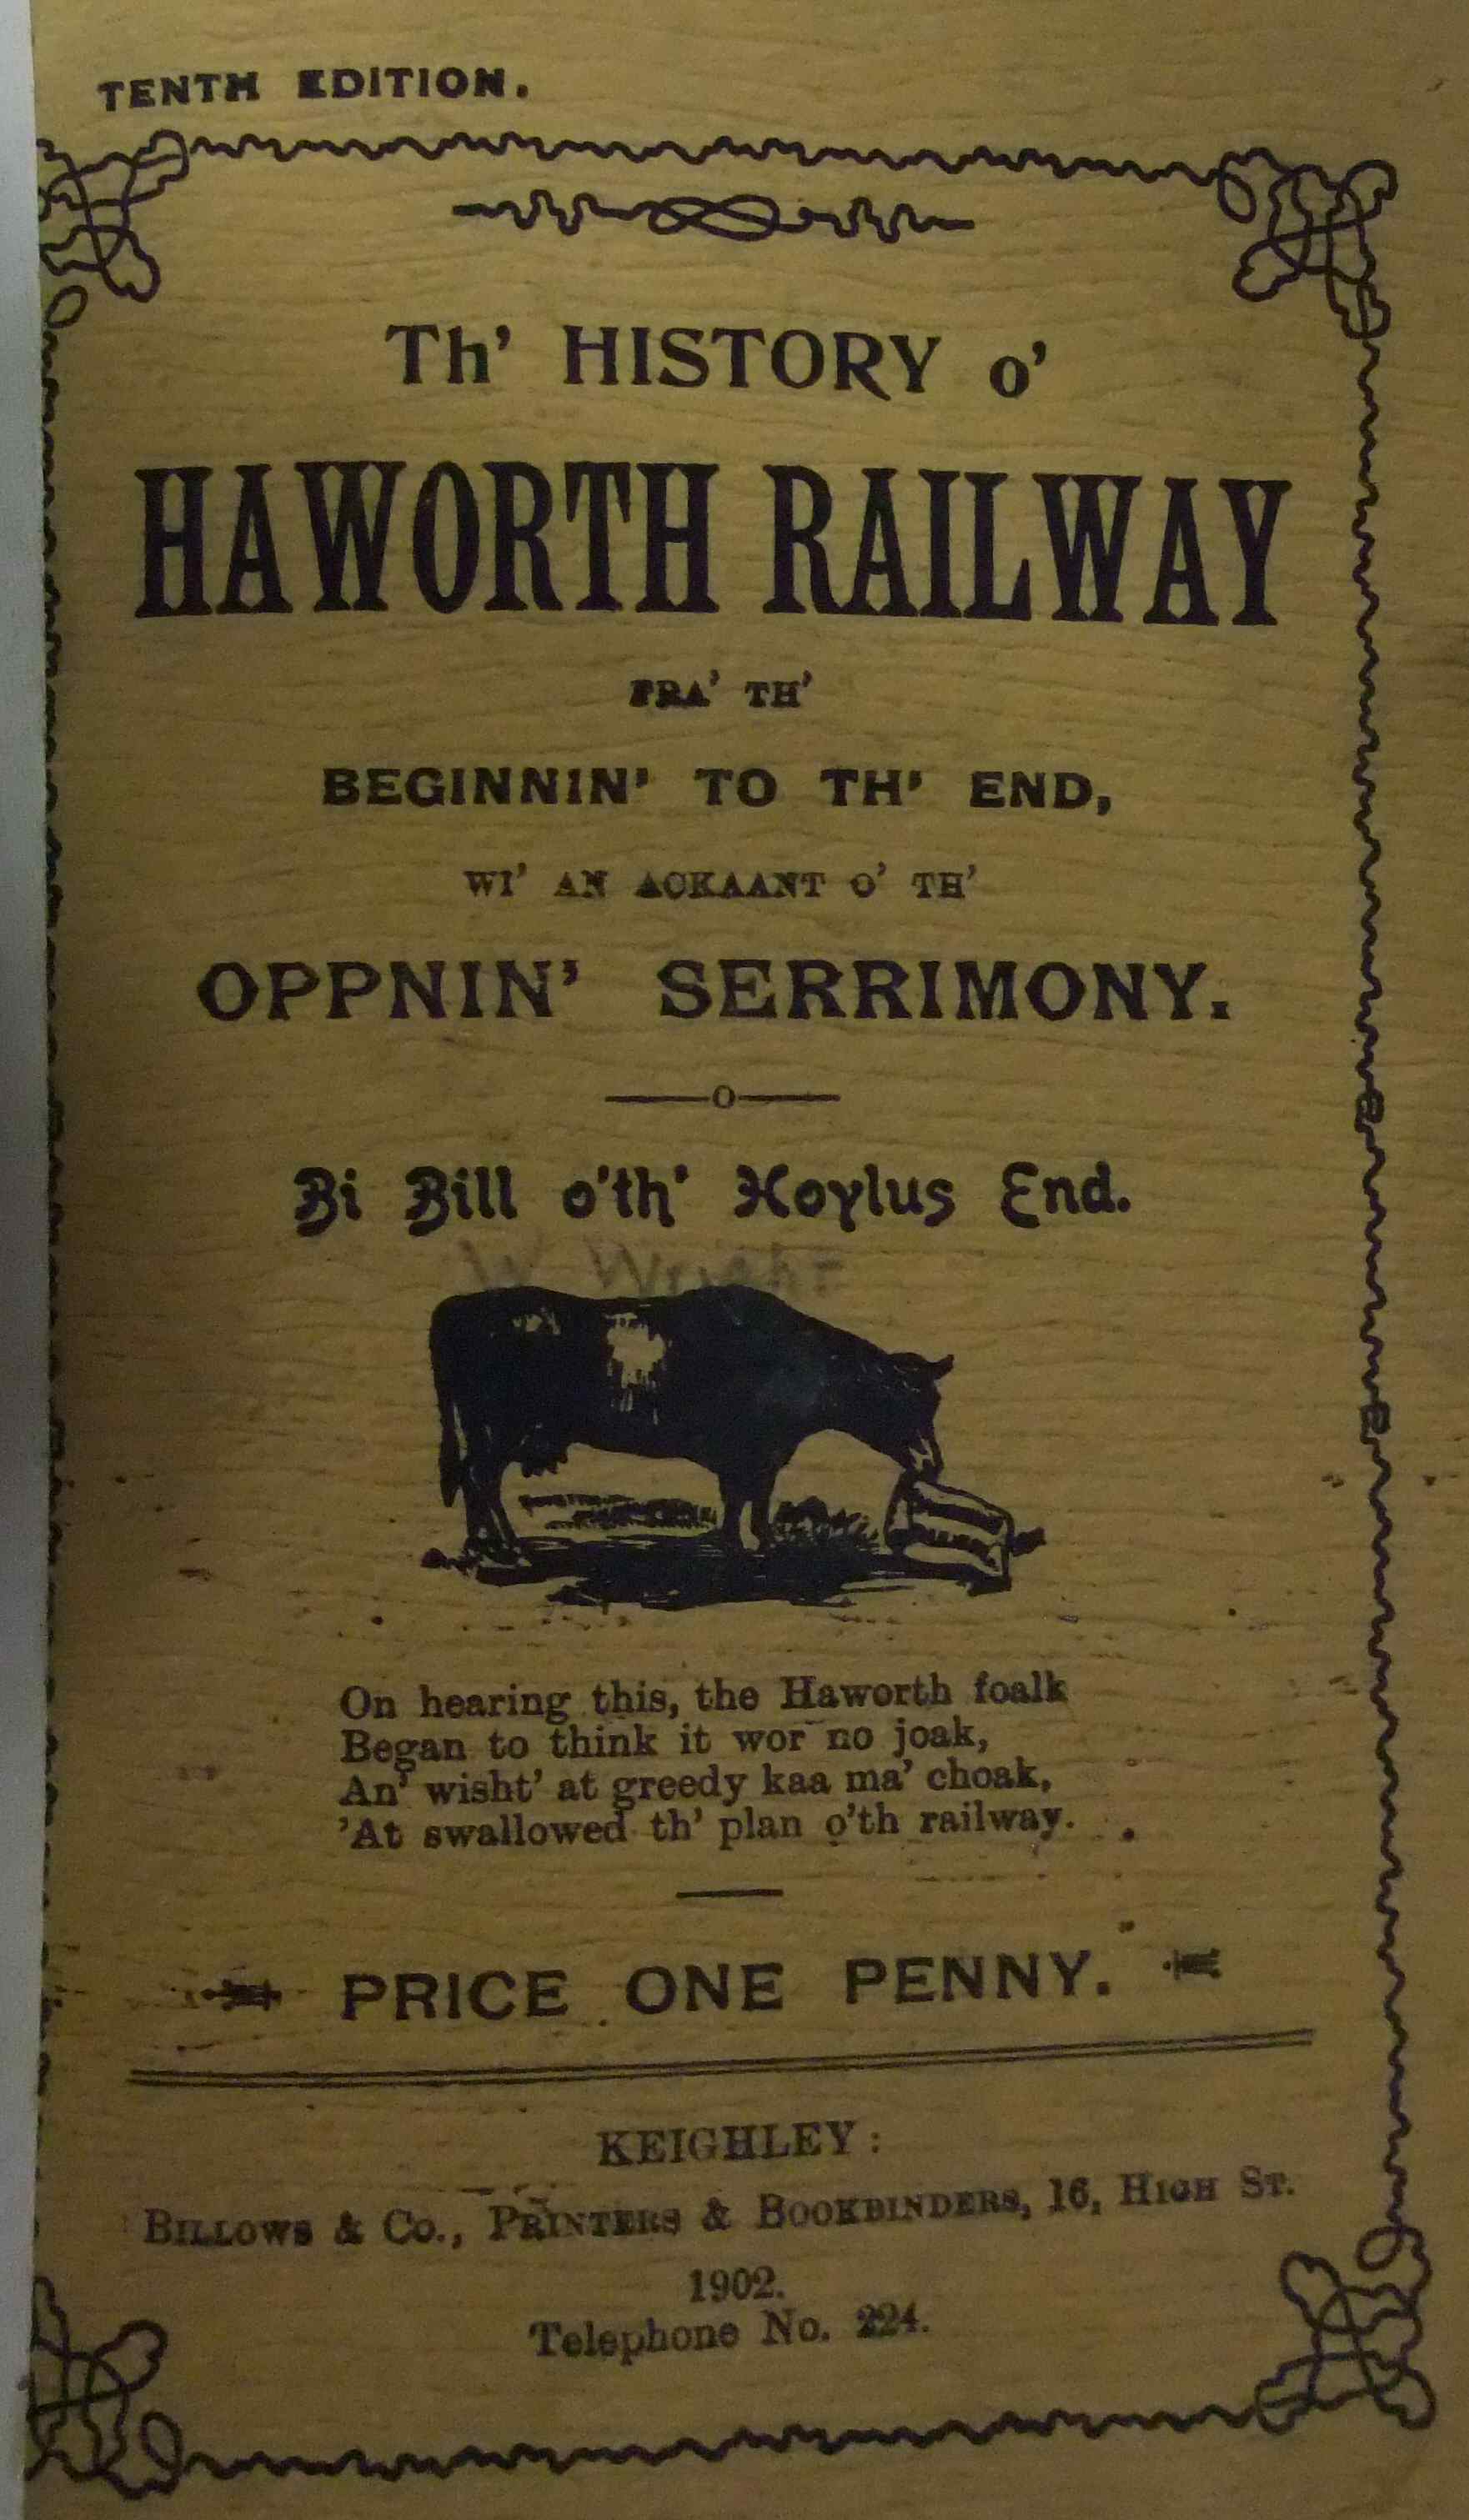 TENTH EDITION.
Th' HISTORY o'
HAWORTH RAILWAY
FRA' TH'
BEGINNIN' TO TH' END,
WI' AN ACKAANT O' TH'
OPPNIN' SERRIMONY.
Bi Bill o'th' Hoylus End.
W Wright
On hearing this, the Haworth foalk
Began to think it wor no joak,
An' wisht' at greedy kaa ma' choak,
'At swallowed th' plan o'th railway.
PRICE ONE PENNY.
KEIGHLEY:
BILLOWS & CO., PRINTERS & BOOKBINDERS, 16, HIGH ST.
1902.
Telephone No. 224.